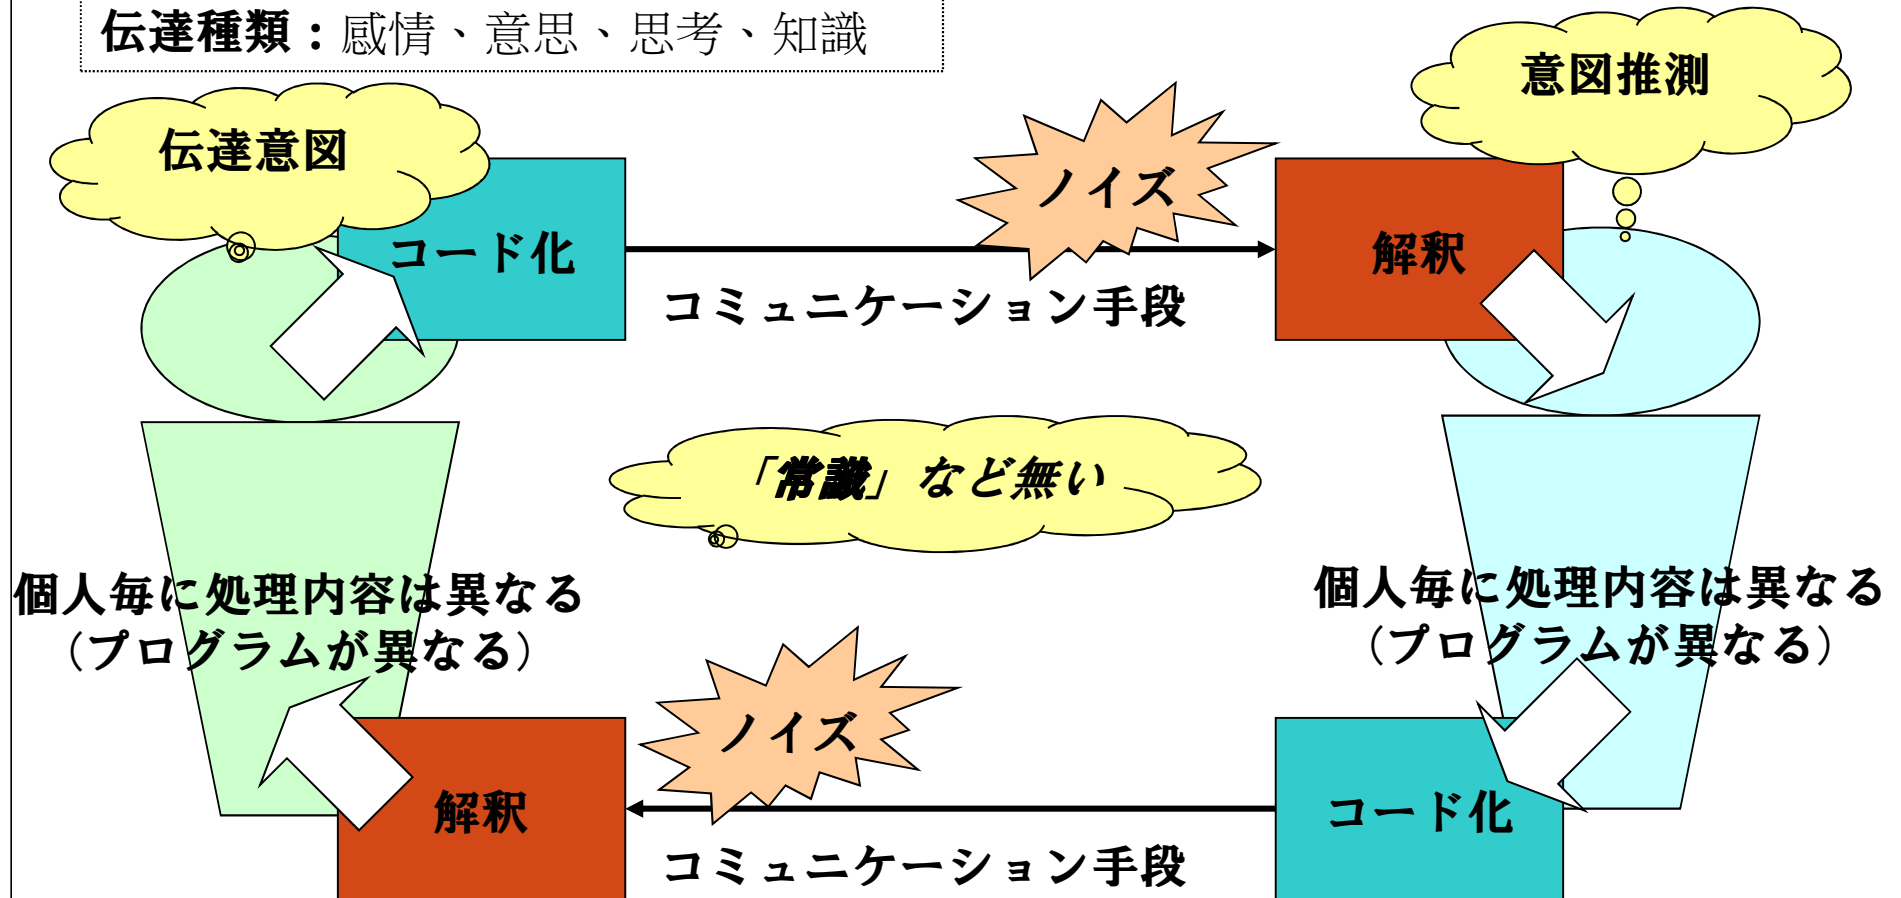 伝達種類：感情、意思、思考、知識
意図推測
伝達意図
ノイズ
コード化
解釈
コミュニケーション手段
「常識」など無い
個人毎に処理内容は異なる
（プログラムが異なる）
個人毎に処理内容は異なる
（プログラムが異なる）
ノイズ
解釈
コード化
コミュニケーション手段